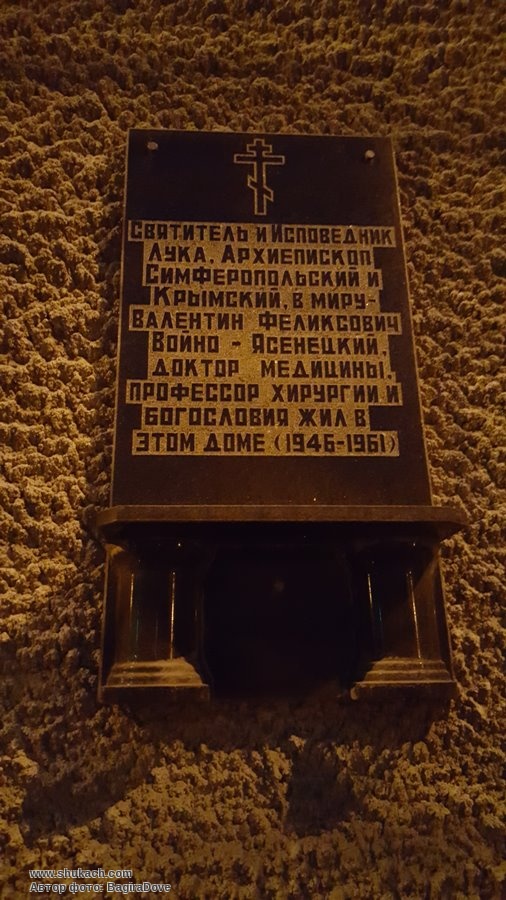 Святитель и Исповедник
Лука, Архиепископ
Симферопольский и
Крымский, в миру-
Валентин Феликсович
Войно - Ясенецкий,
доктор медицины,
профессор хирургии и
богословия жил в
этом доме (1946-1961)
www.shukach.com
Автор фото: BagiraDove